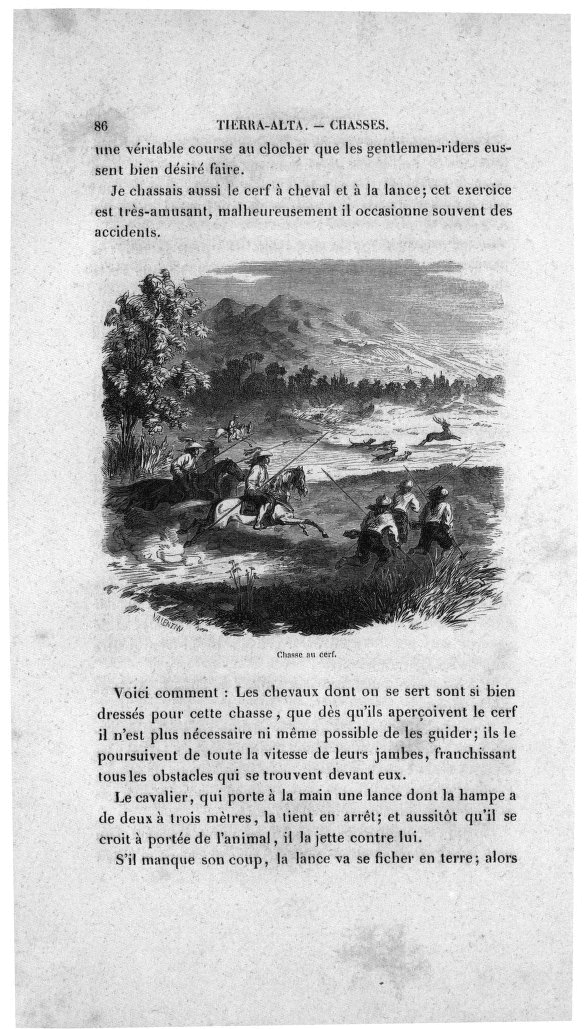 86 TIERRA-ALTA. — CHASSES.
une véritable course au clocher que les gentlemen-riders eus-
sent bien désiré faire.
Je chassais aussi le cerf à cheval et à la lance; cet exercice
est très-amusant, malheureusement il occasionne souvent des
accidents.
VALENTIN
Chasse au cerf.
Voici comment : Les chevaux dont on se sert sont si bien
dressés pour cette chasse, que dès qu'ils aperçoivent le cerf
il n'est plus nécessaire ni même possible de les guider; ils le
poursuivent de toute la vitesse de leurs jambes, franchissant
tous les obstacles qui se trouvent devant eux.
Le cavalier, qui porte à la main une lance dont la hampe a
de deux à trois mètres, la tient en arrêt; et aussitôt qu'il se
croit à portée de l'animal, il la jette contre lui.
S'il manque son coup, la lance va se ficher en terre; alors